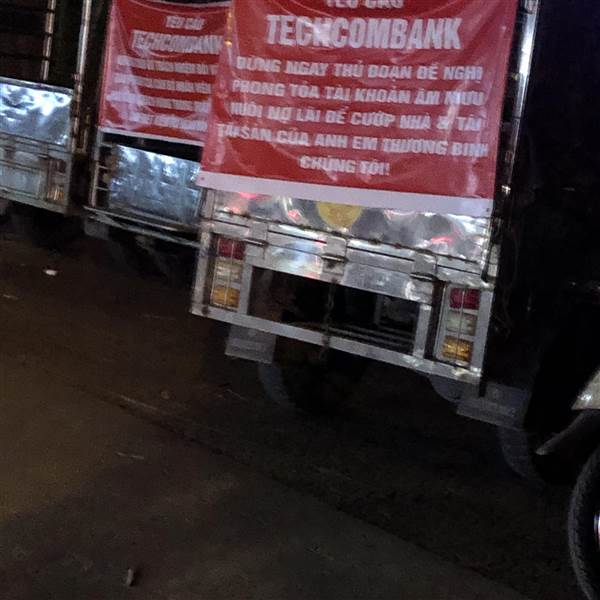 YÊU CẦU
TECHCOMBANK
YÊU CẦU
TECHCOMBANK
DỪNG NGAY THỦ ĐOẠN ĐỀ NGHỊ
PHONG TỎA TÀI KHOẢN ÂM MƯU
NUÔI NỢ LÃI ĐỂ CƯỚP NHÀ & TÀI
TÀI SẢN CỦA ANH EM THƯƠNG BINH
CHÚNG TÔI!